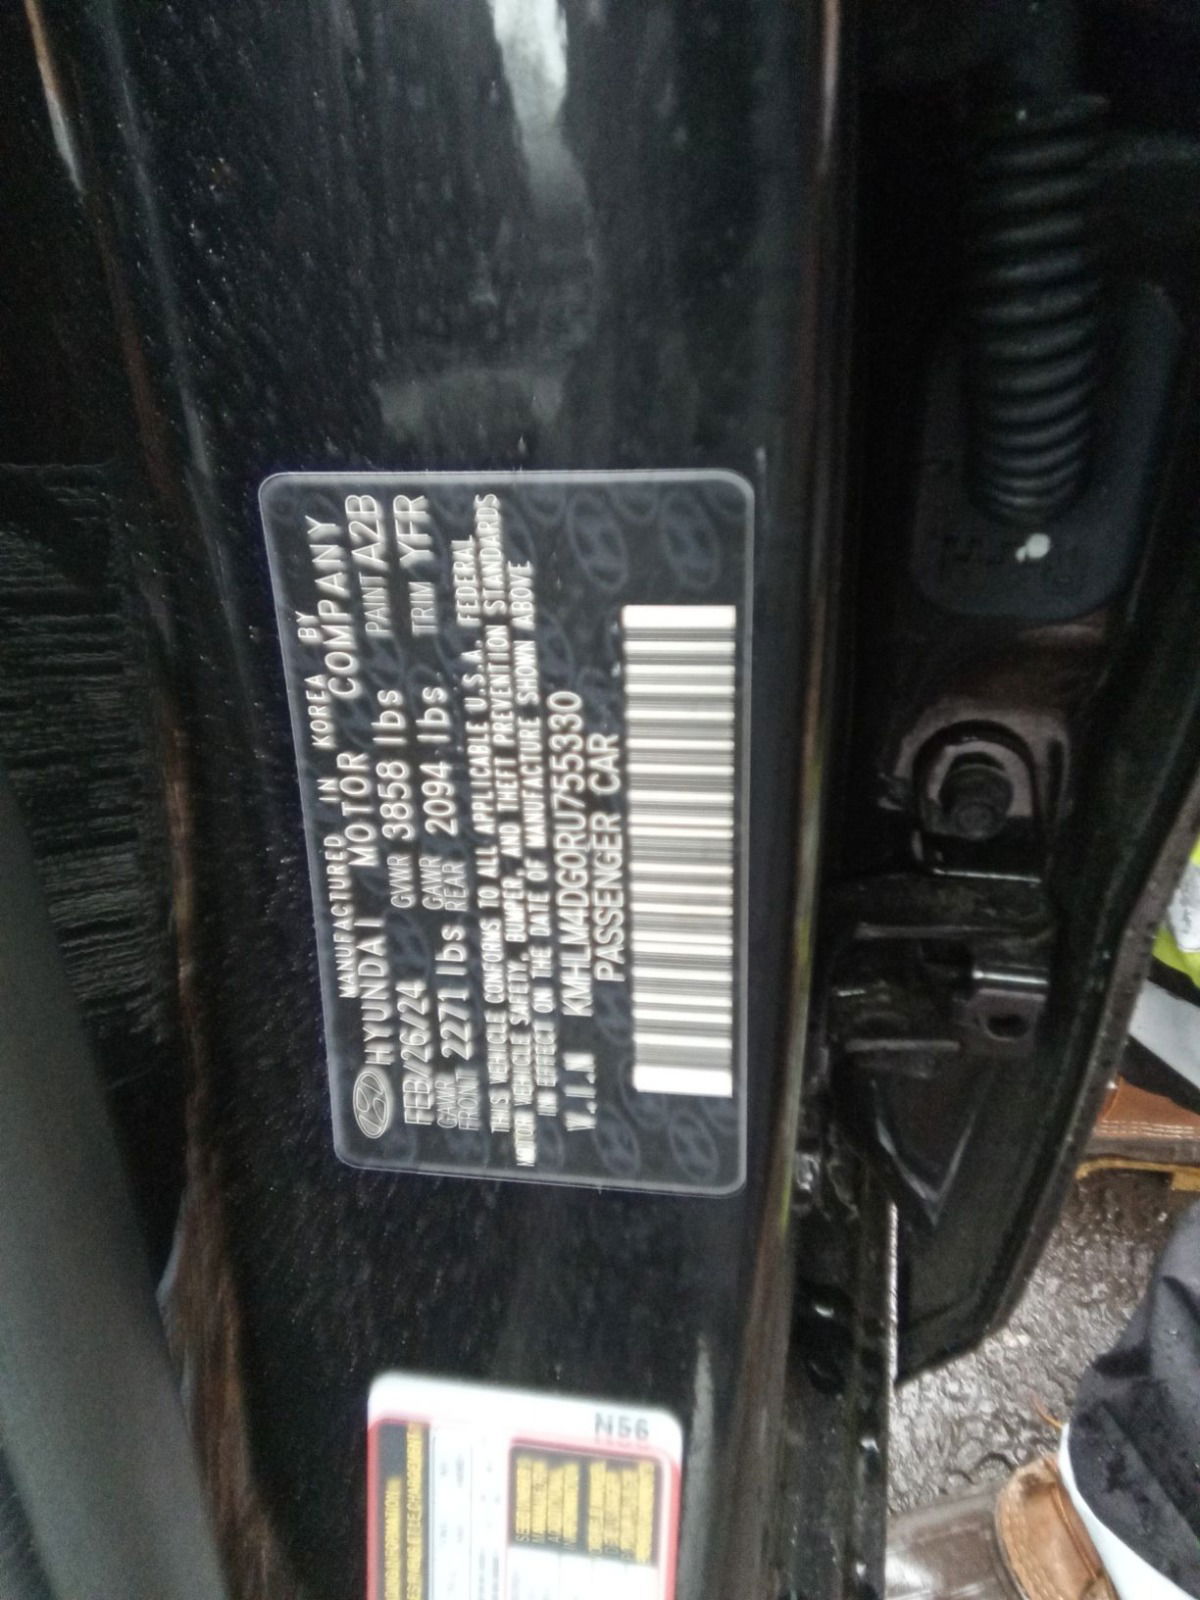 MANUFACTURED IN KOREA BY
HYUNDAI MOTOR COMPANY
FEB/26/24 GVWR 3858 lbs PAINT A2B
GAWR FRONT 2271 lbs GAWR REAR 2094 lbs TRIM YFR
THIS VEHICLE CONFORMS TO ALL APPLICABLE U.S.A. FEDERAL
MOTOR VEHICLE SAFETY, BUMPER, AND THEFT PREVENTION STANDARDS
IN EFFECT ON THE DATE OF MANUFACTURE SHOWN ABOVE
V.I.N KMHLM4DG0RU755330
PASSENGER CAR
N56